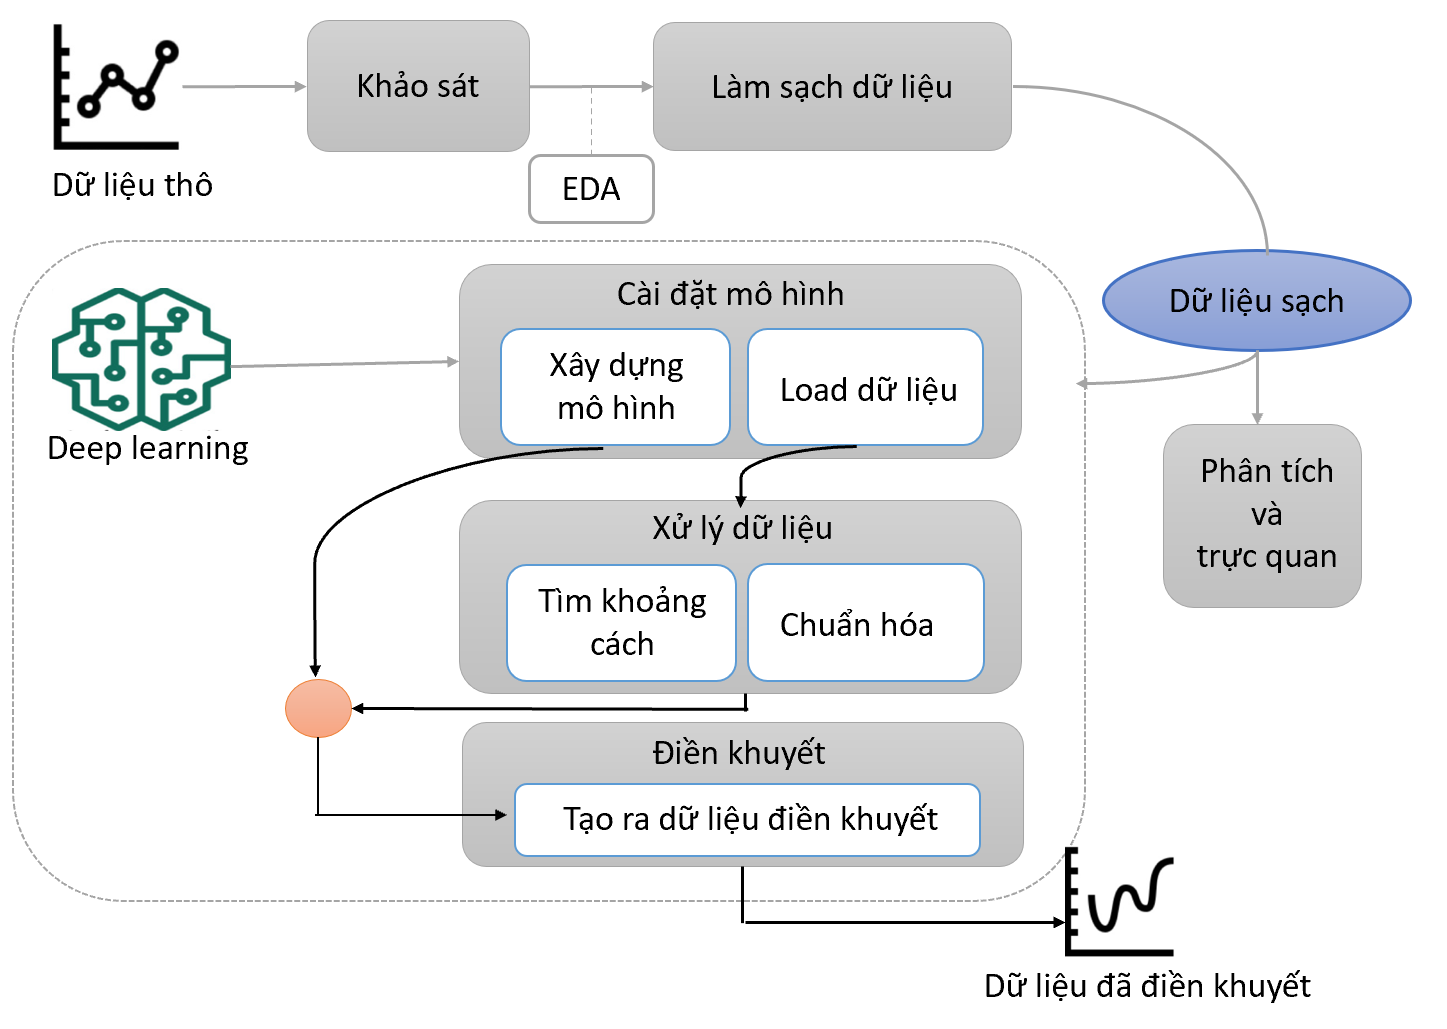 Dữ liệu thô
Khảo sát
EDA
Làm sạch dữ liệu
Dữ liệu sạch
Phân tích
và
trực quan
Deep learning
Cài đặt mô hình
Xây dựng
mô hình
Load dữ liệu
Xử lý dữ liệu
Tìm khoảng
cách
Chuẩn hóa
Điền khuyết
Tạo ra dữ liệu điền khuyết
Dữ liệu đã điền khuyết